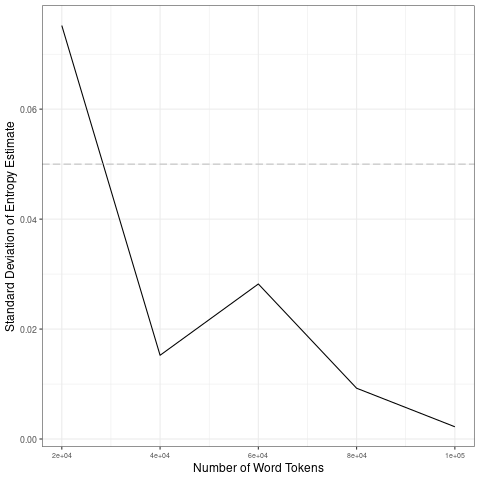 Standard Deviation of Entropy Estimate
0.06
0.04
0.02
0.00
2e+04 4e+04 6e+04 8e+04 1e+05
Number of Word Tokens